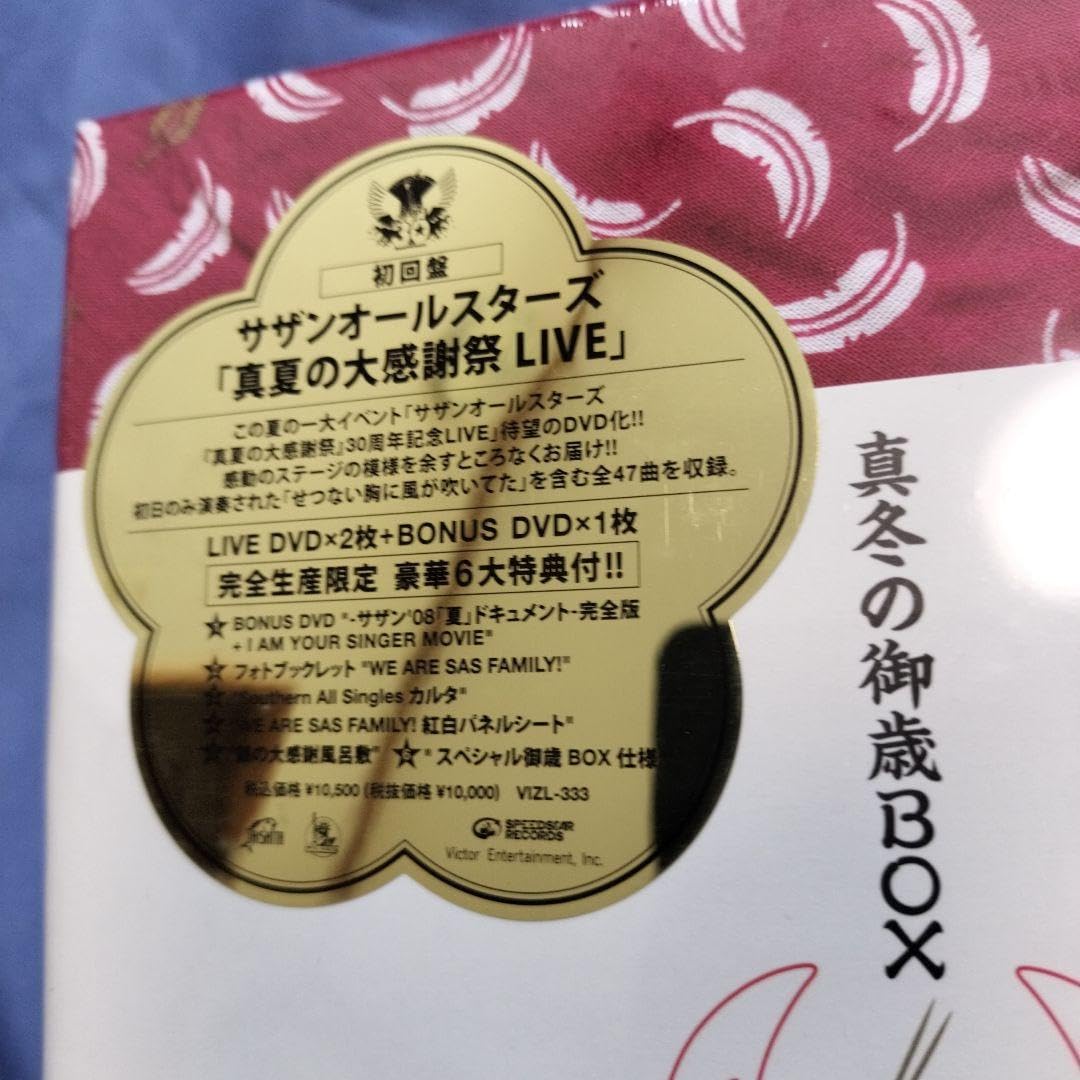 初回盤
サザンオールスターズ
「真夏の大感謝祭 LIVE」
この夏の一大イベント「サザンオールスターズ
『真夏の大感謝祭』30周年記念LIVE」待望のDVD化!!
感動のステージの模様を余すところなくお届け!!
初日のみ演奏された「せつない胸に風が吹いてた」を含む全47曲を収録。
LIVE DVD×2枚+BONUS DVD×1枚
完全生産限定 豪華6大特典付!!
BONUS DVD "-サザン'08「夏」ドキュメント-完全版
+ I AM YOUR SINGER MOVIE"
フォトブックレット "WE ARE SAS FAMILY!"
"Southern All Singles カルタ"
"WE ARE SAS FAMILY! 紅白パネルシート"
の大感謝風呂敷" "スペシャル御歳 BOX 仕様
税込価格 ¥10,500 (税抜価格 ¥10,000) VIZL-333
SPEEDSTAR
RECORDS
Victor Entertainment, Inc.
真冬の御歳BOX